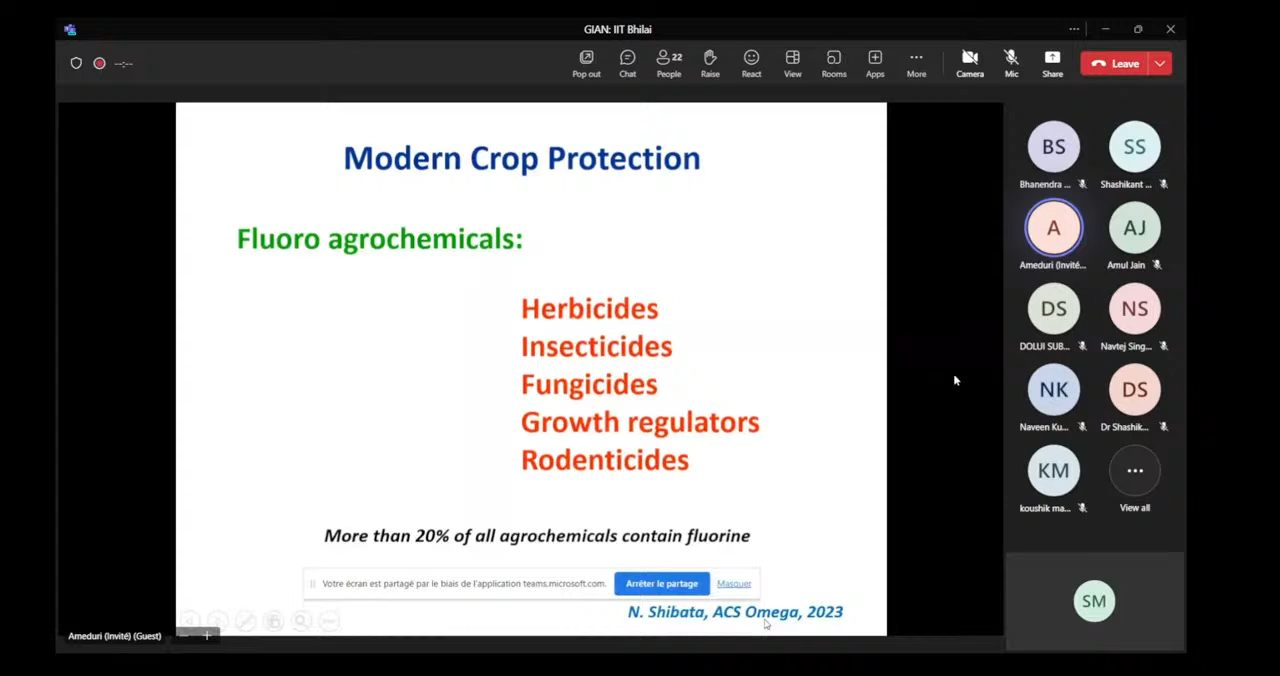 GIAN: IIT Bhilai
--:--
Pop out
Chat
22
People
Raise
React
View
Rooms
Apps
More
Camera
Mic
Share
Leave
Modern Crop Protection
Fluoro agrochemicals:
Herbicides
Insecticides
Fungicides
Growth regulators
Rodenticides
More than 20% of all agrochemicals contain fluorine
Votre écran est partagé par le biais de l'application teams.microsoft.com.
Arrêter le partage
Masquer
N. Shibata, ACS Omega, 2023
Ameduri (Invité) (Guest)
BS
Bhanendra ...
SS
Shashikant ...
A
Ameduri (Invité...
AJ
Amul Jain
DS
DOLUI SUB...
NS
Navtej Sing...
NK
Naveen Ku...
DS
Dr Shashik...
KM
koushik ma...
View all
SM